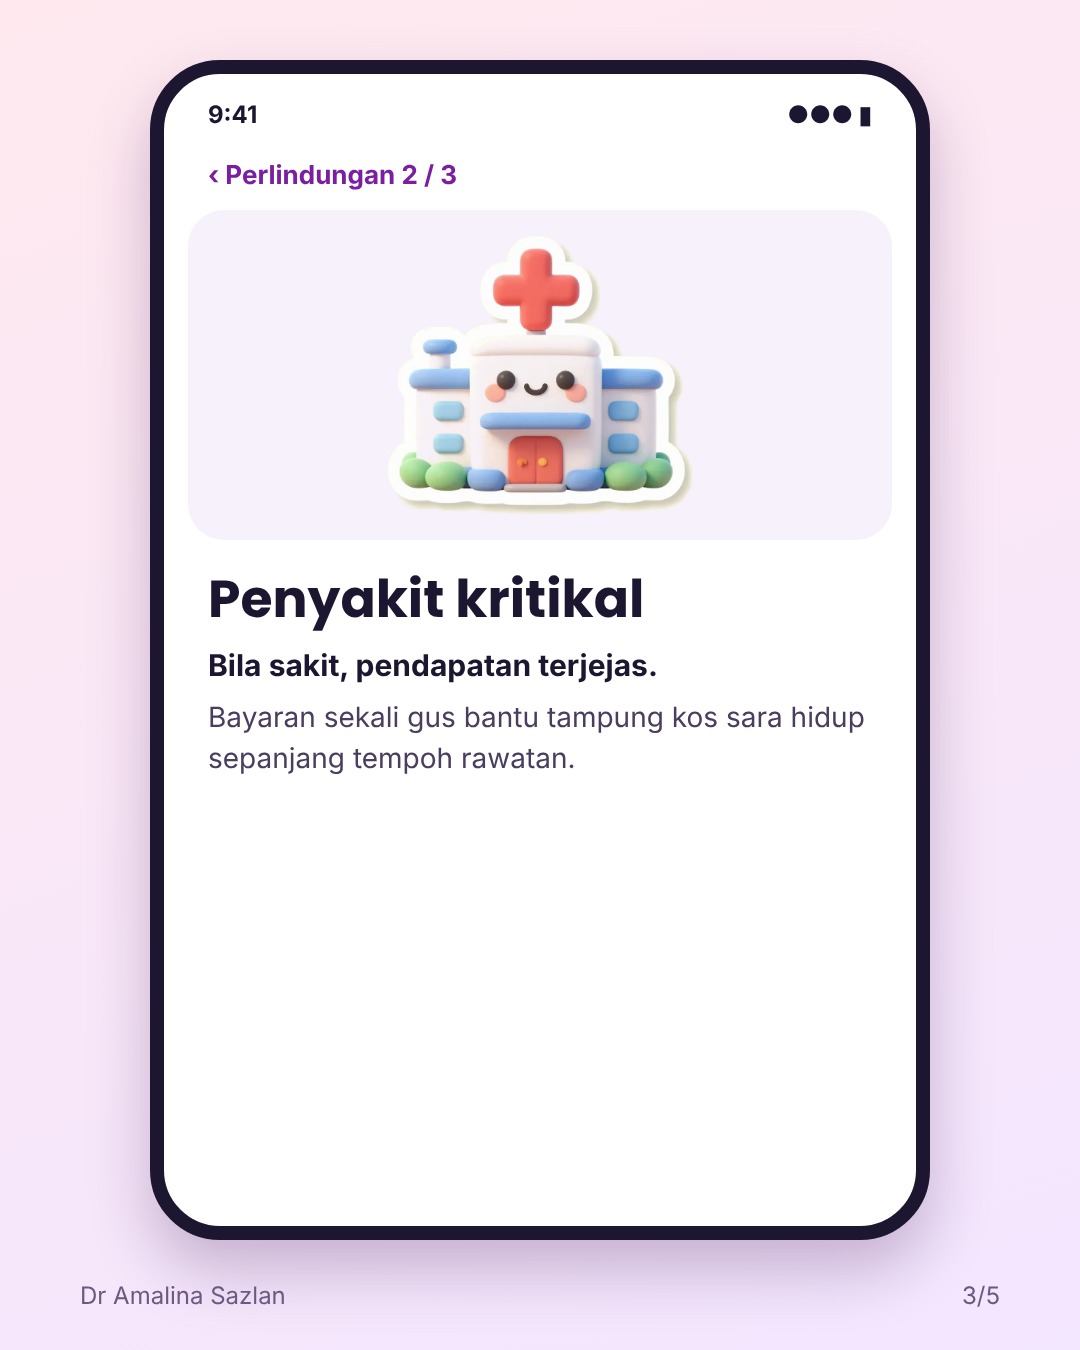 9:41
‹ Perlindungan 2 / 3
Penyakit kritikal
Bila sakit, pendapatan terjejas.
Bayaran sekali gus bantu tampung kos sara hidup
sepanjang tempoh rawatan.
Dr Amalina Sazlan
3/5